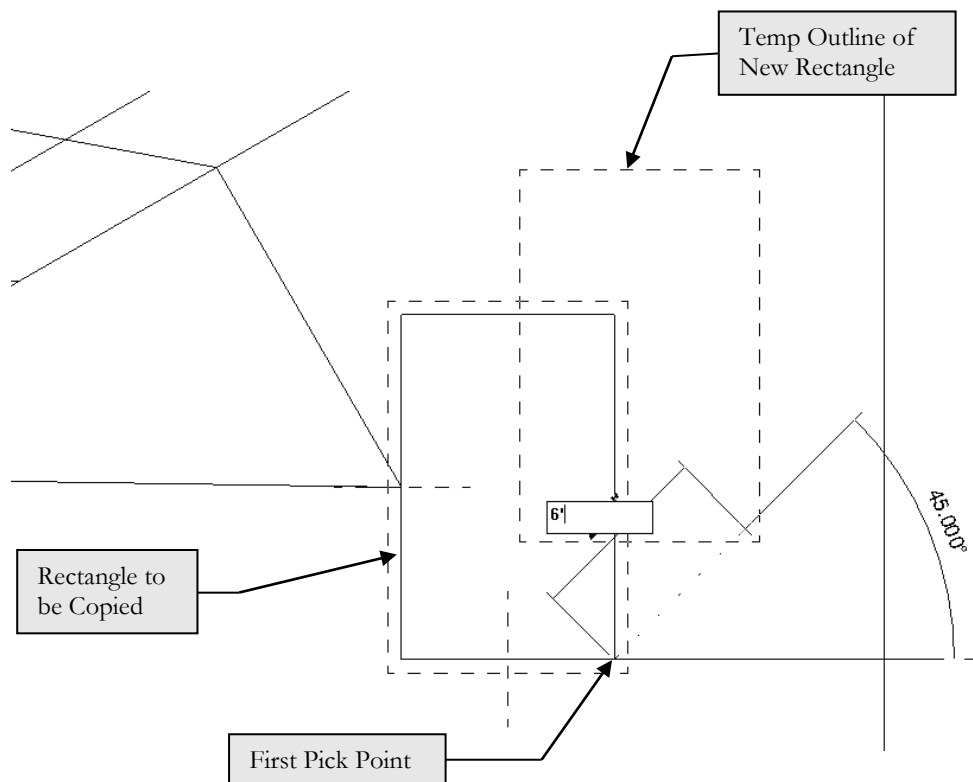 Temp Outline of
New Rectangle
6'
45.000°
Rectangle to
be Copied
First Pick Point